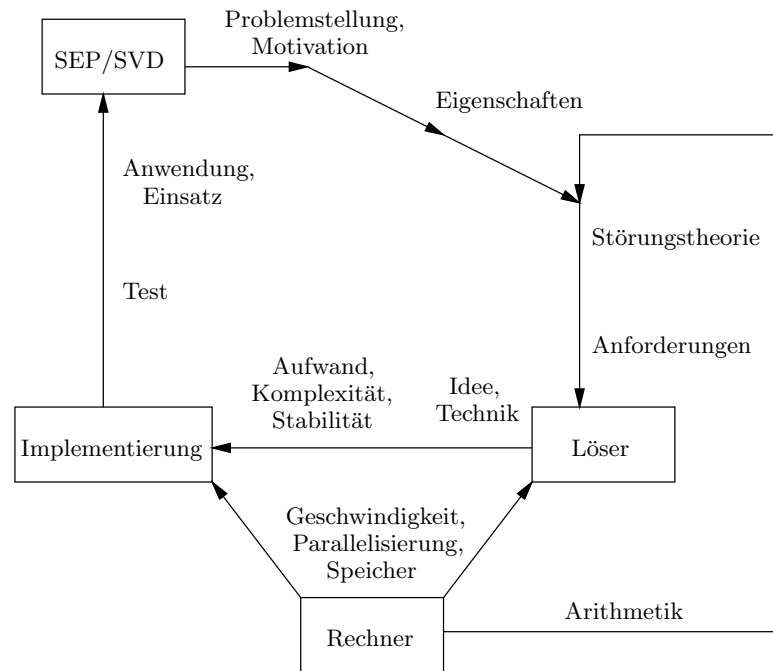 Problemstellung,
Motivation
SEP/SVD
Eigenschaften
Anwendung,
Einsatz
Störungstheorie
Test
Anforderungen
Aufwand,
Komplexität,
Stabilität
Idee,
Technik
Implementierung
Löser
Geschwindigkeit,
Parallelisierung,
Speicher
Arithmetik
Rechner